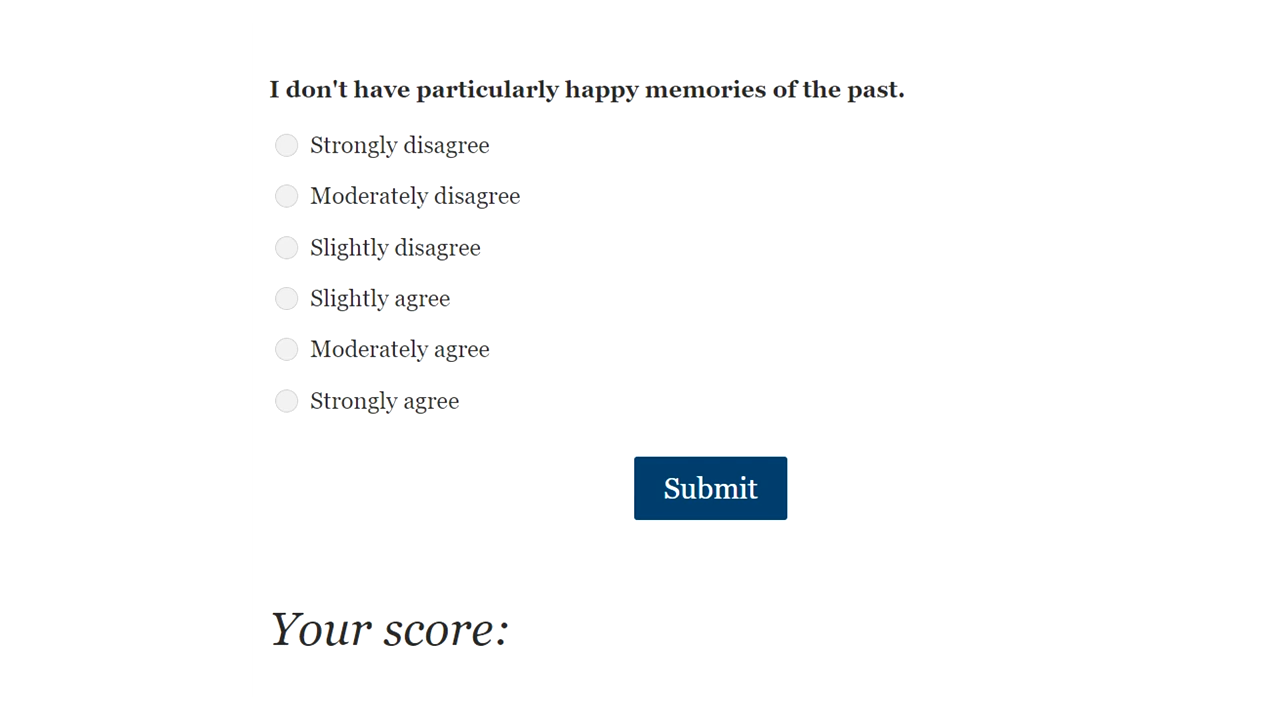 I don't have particularly happy memories of the past.
Strongly disagree
Moderately disagree
Slightly disagree
Slightly agree
Moderately agree
Strongly agree
Submit
Your score: